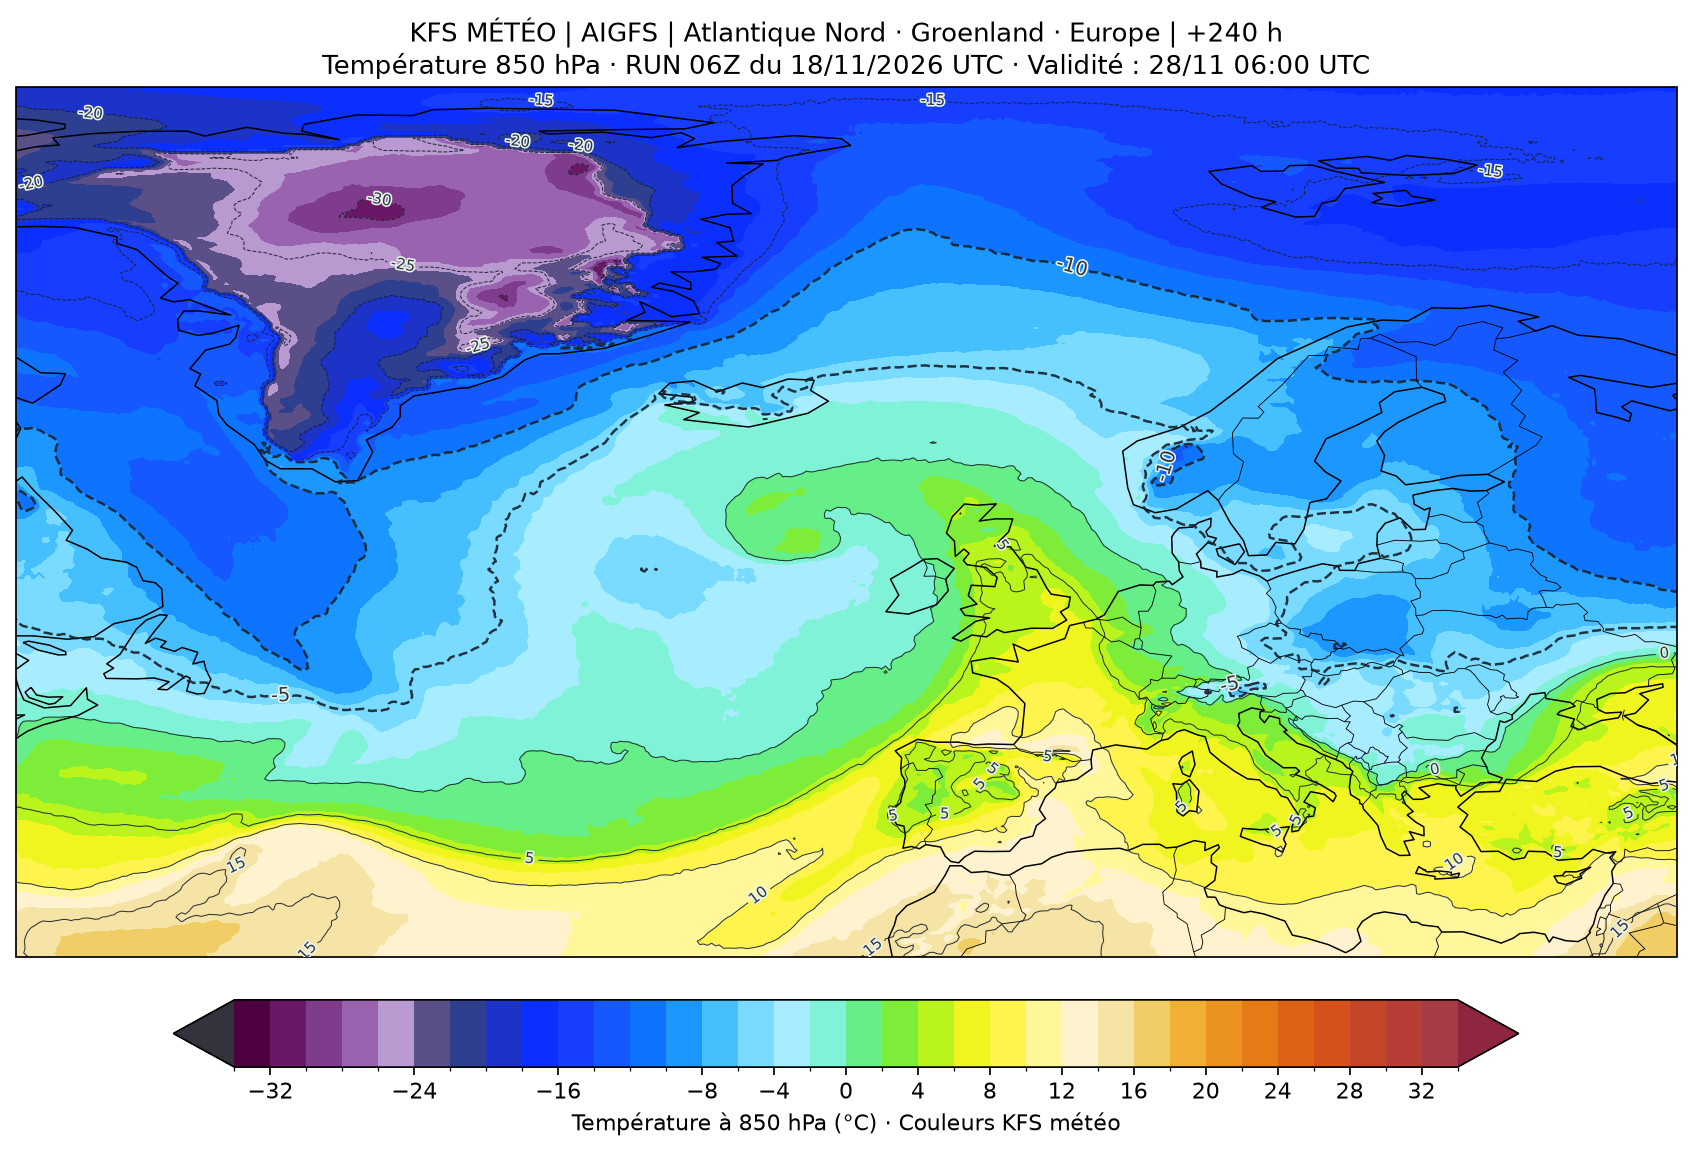 KFS MÉTÉO | AIGFS | Atlantique Nord · Groenland · Europe | +240 h
Température 850 hPa · RUN 06Z du 18/11/2026 UTC · Validité : 28/11 06:00 UTC
-15 -15
-20
-20 -20
-15
-20
-30
-25 -10
-25
-10
5
0
-5 -5
5 0
5 5 5
5 5 5 5
5 5
5 5
15 10
10
15 15 15
−32 −24 −16 −8 −4 0 4 8 12 16 20 24 28 32
Température à 850 hPa (°C) · Couleurs KFS météo